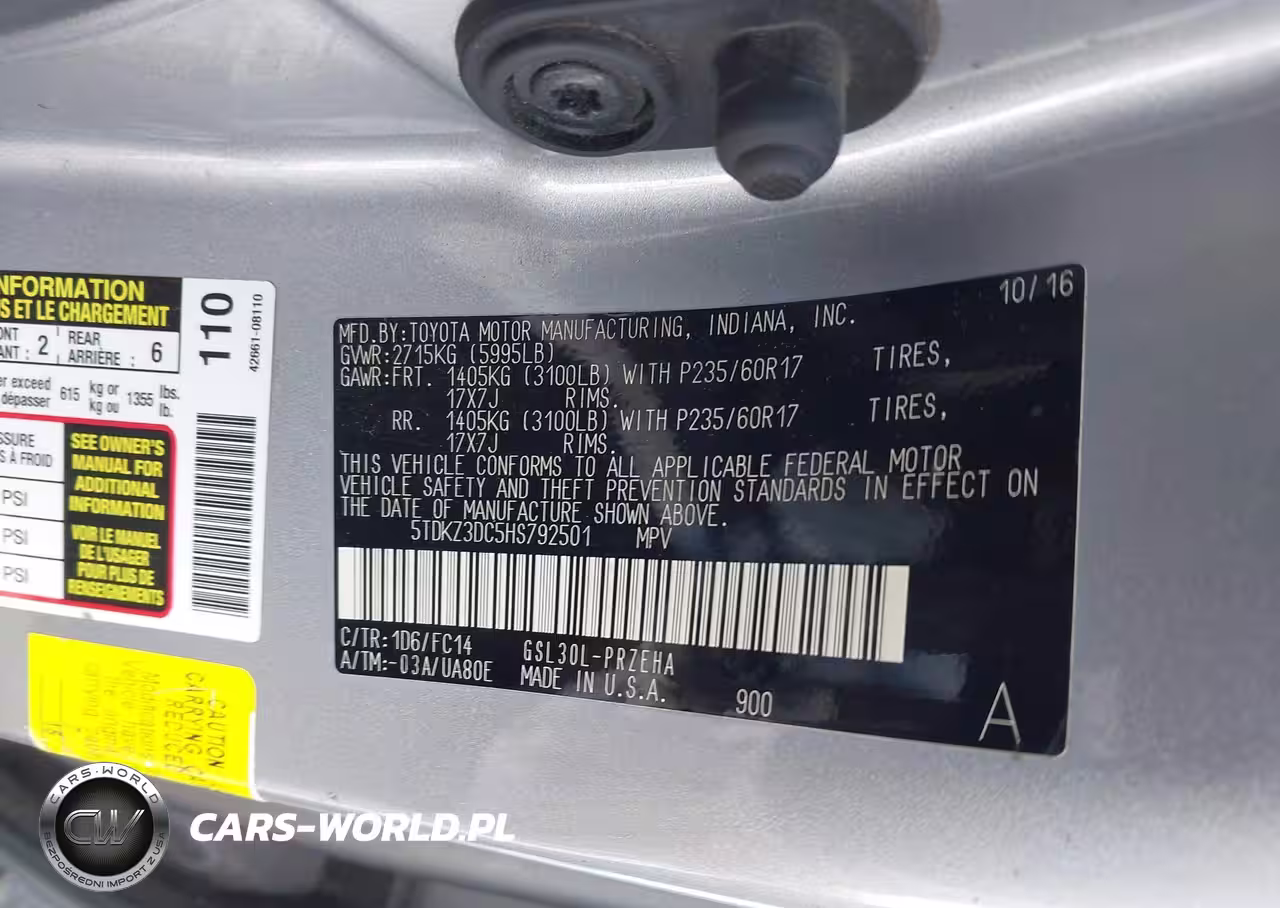 NFORMATION
S ET LE CHARGEMENT
2
REAR
ARRIÈRE : 6
er exceed 615 kg or 1355 lbs.
dépasser kg ou lb.
110
42661-08110
SSURE
S À FROID
PSI
PSI
PSI
SEE OWNER'S
MANUAL FOR
ADDITIONAL
INFORMATION
VOIR LE MANUEL
DE L'USAGER
POUR PLUS DE
RENSEIGNEMENTS
10/16
MFD.BY:TOYOTA MOTOR MANUFACTURING, INDIANA, INC.
GVWR:2715KG (5995LB)
GAWR:FRT. 1405KG (3100LB) WITH P235/60R17 TIRES,
17X7J RIMS.
RR. 1405KG (3100LB) WITH P235/60R17 TIRES,
17X7J RIMS.
THIS VEHICLE CONFORMS TO ALL APPLICABLE FEDERAL MOTOR
VEHICLE SAFETY AND THEFT PREVENTION STANDARDS IN EFFECT ON
THE DATE OF MANUFACTURE SHOWN ABOVE.
5TDKZ3DC5HS792501 MPV
C/TR:1D6/FC14 GSL30L-PRZEHA
A/TM:-03A/UA80E MADE IN U.S.A. 900
A
CAUTION
CARRYING CA
REDUCED
CARS-WORLD
CW
BEZPOŚREDNI IMPORT Z USA
CARS-WORLD.PL